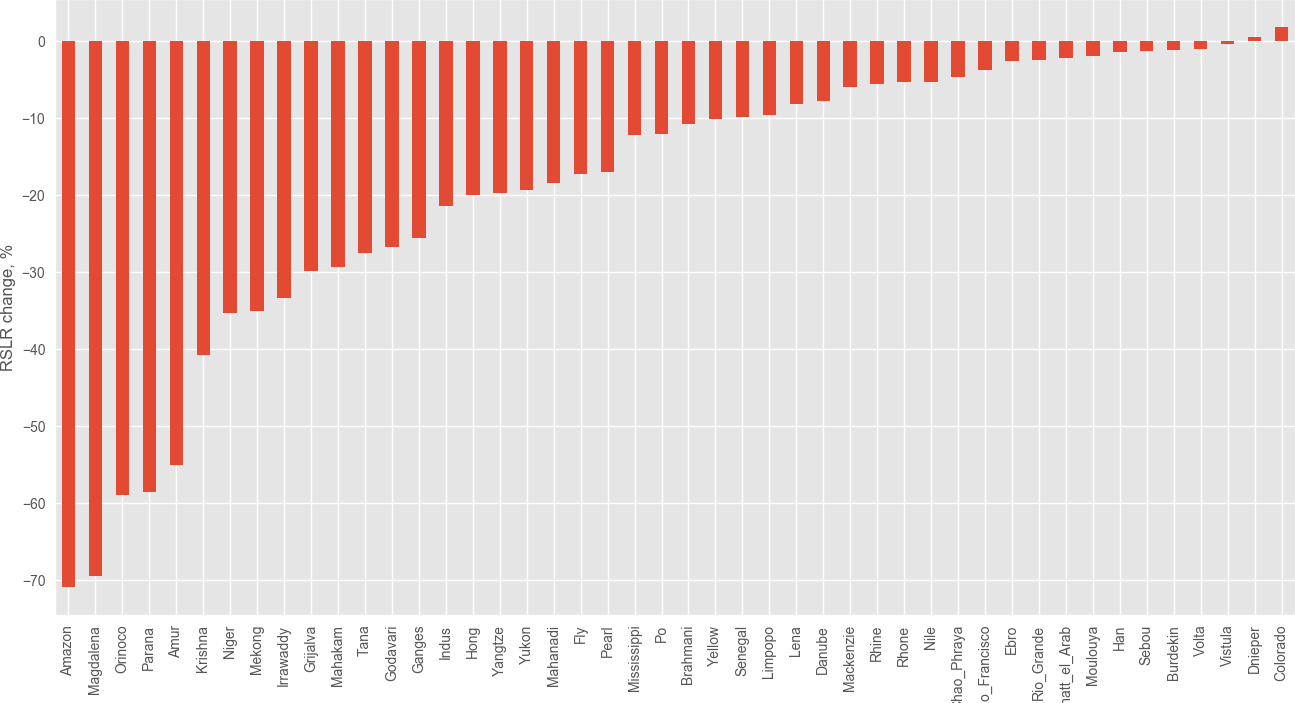 RSLR change, %
0
−10
−20
−30
−40
−50
−60
−70
Amazon
Magdalena
Orinoco
Parana
Amur
Krishna
Niger
Mekong
Irrawaddy
Grijalva
Mahakam
Tana
Godavari
Ganges
Indus
Hong
Yangtze
Yukon
Mahanadi
Fly
Pearl
Mississippi
Po
Brahmani
Yellow
Senegal
Limpopo
Lena
Danube
Mackenzie
Rhine
Rhone
Nile
Chao_Phraya
o_Francisco
Ebro
Rio_Grande
hatt_el_Arab
Moulouya
Han
Sebou
Burdekin
Volta
Vistula
Dnieper
Colorado